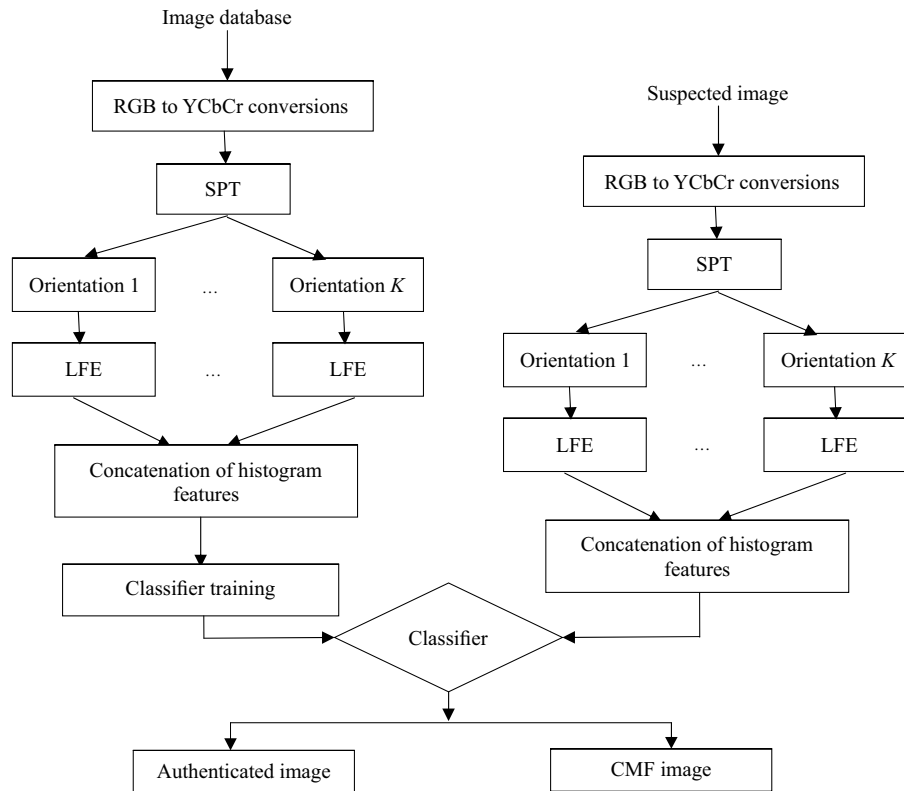 Image database
RGB to YCbCr conversions
SPT
Orientation 1
...
Orientation K
LFE
...
LFE
Concatenation of histogram
features
Classifier training
Suspected image
RGB to YCbCr conversions
SPT
Orientation 1
...
Orientation K
LFE
...
LFE
Concatenation of histogram
features
Classifier
Authenticated image
CMF image